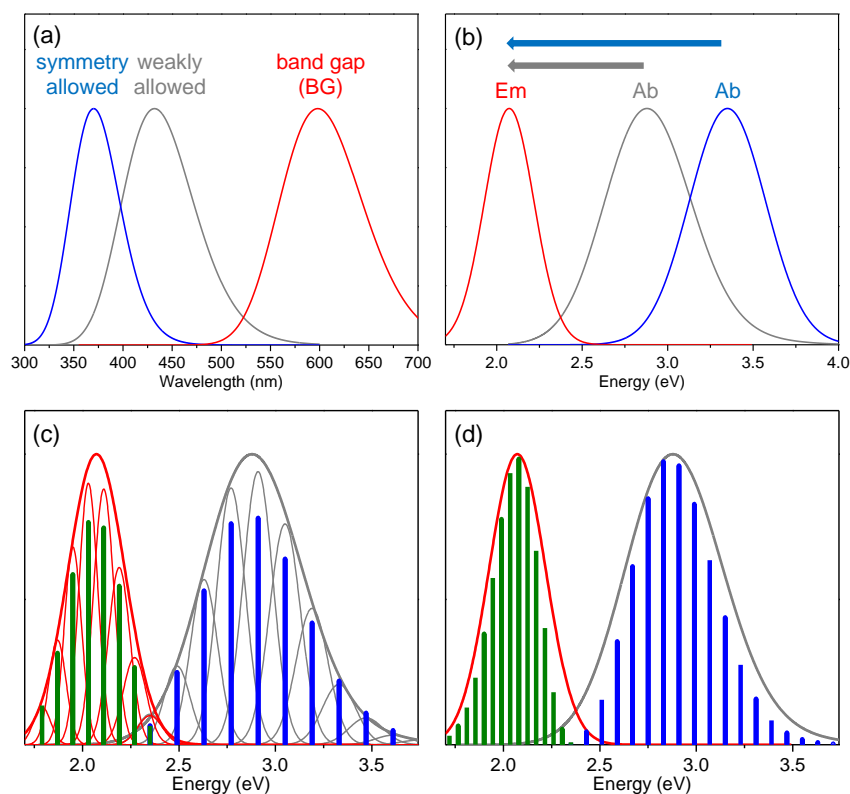 (a)
symmetry allowed
weakly allowed
band gap (BG)
300 350 400 450 500 550 600 650 700
Wavelength (nm)
(b)
Em
Ab
Ab
2.0 2.5 3.0 3.5 4.0
Energy (eV)
(c)
2.0 2.5 3.0 3.5
Energy (eV)
(d)
2.0 2.5 3.0 3.5
Energy (eV)